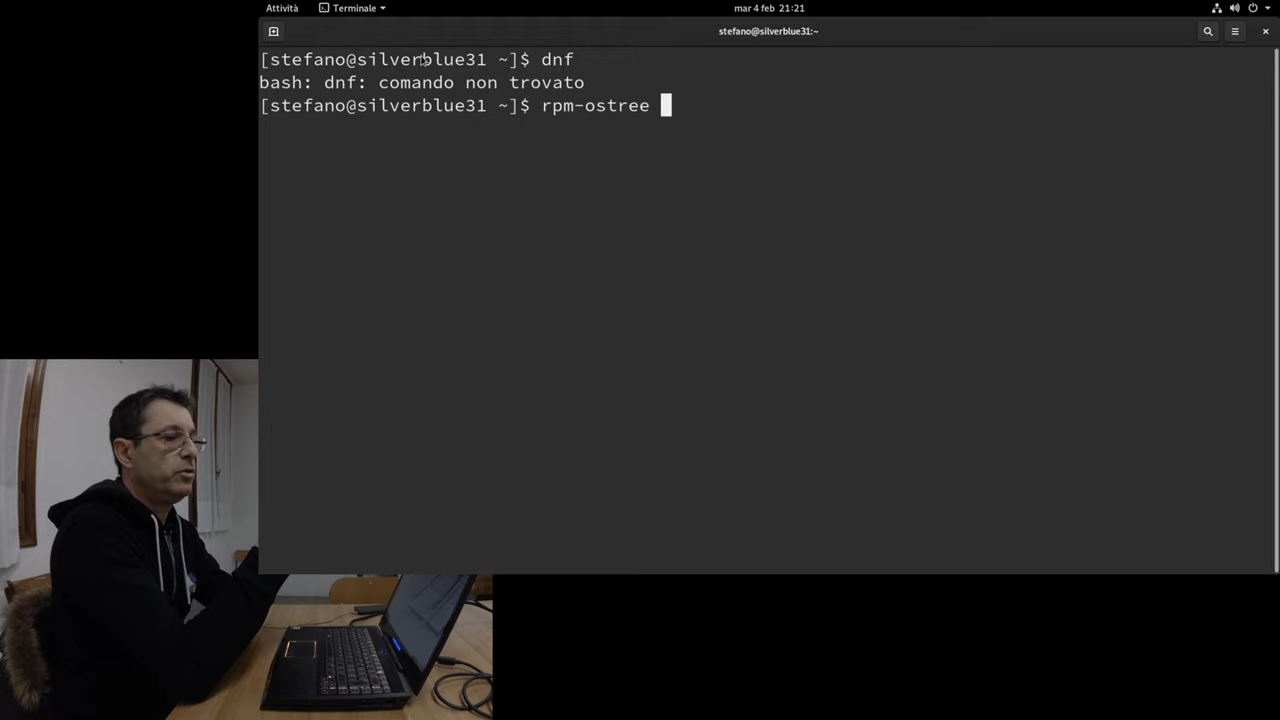 Attività
Terminale
mar 4 feb 21:21
stefano@silverblue31:~
[stefano@silverblue31 ~]$ dnf
bash: dnf: comando non trovato
[stefano@silverblue31 ~]$ rpm-ostree